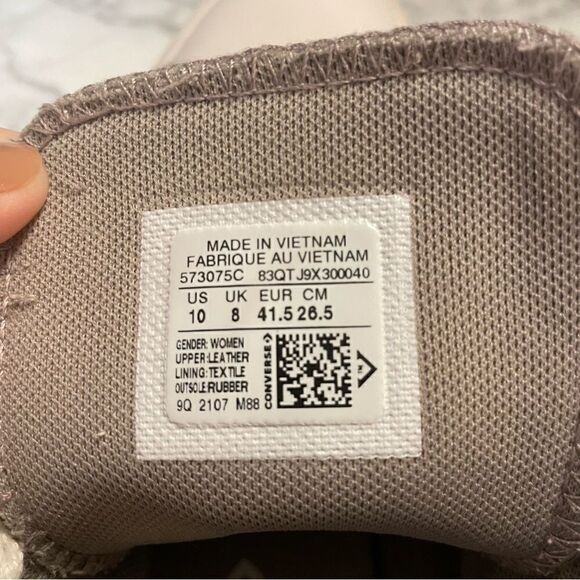 MADE IN VIETNAM
FABRIQUE AU VIETNAM
573075C 83QTJ9X300040
US UK EUR CM
10 8 41.5 26.5
GENDER: WOMEN
UPPER:LEATHER
LINING: TEXTILE
OUTSOLE:RUBBER
9Q 2107 M88
CONVERSE
TM